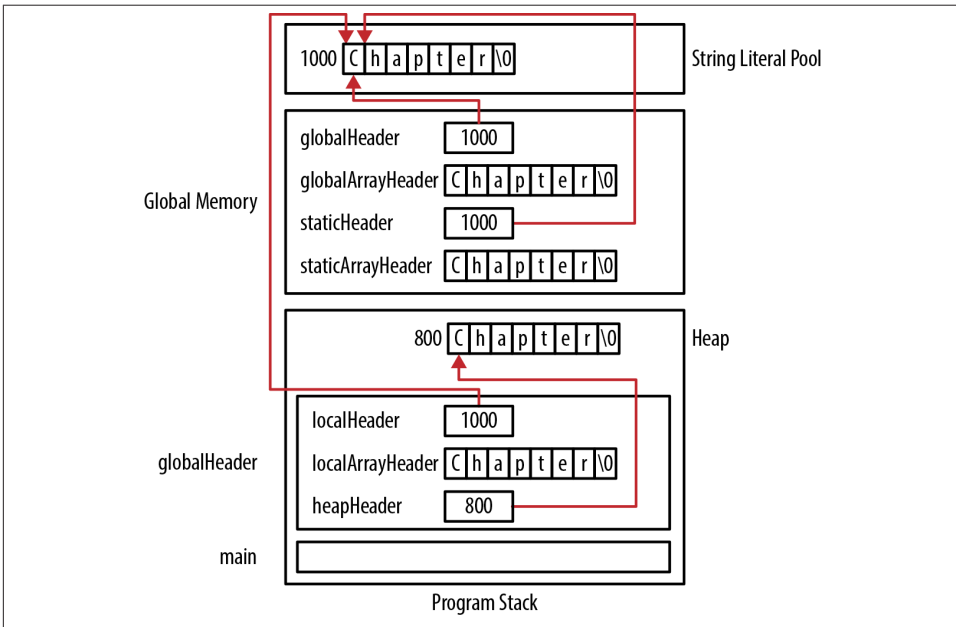 1000 C h a p t e r \0 String Literal Pool
globalHeader 1000
globalArrayHeader C h a p t e r \0
Global Memory
staticHeader 1000
staticArrayHeader C h a p t e r \0
800 C h a p t e r \0 Heap
localHeader 1000
globalHeader
localArrayHeader C h a p t e r \0
heapHeader 800
main
Program Stack